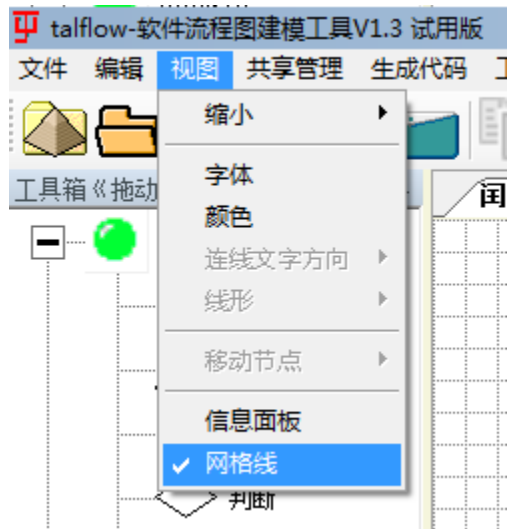 talflow-软件流程图建模工具V1.3 试用版
文件 编辑 视图 共享管理 生成代码
缩小
工具箱《拖动
字体
颜色
连线文字方向
线形
移动节点
信息面板
网格线
判断